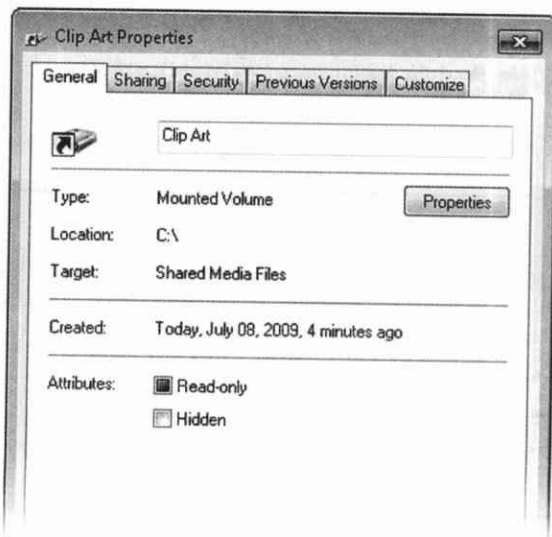 Clip Art Properties
General Sharing Security Previous Versions Customize
Clip Art
Type: Mounted Volume Properties
Location: C:\
Target: Shared Media Files
Created: Today, July 08, 2009, 4 minutes ago
Attributes: Read-only
Hidden